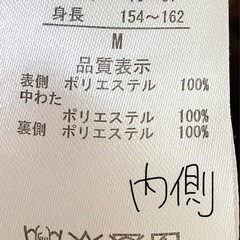 身長 154～162
M
品質表示
表側 ポリエステル 100%
中わた
ポリエステル 100%
裏側 ポリエステル 100%
内側